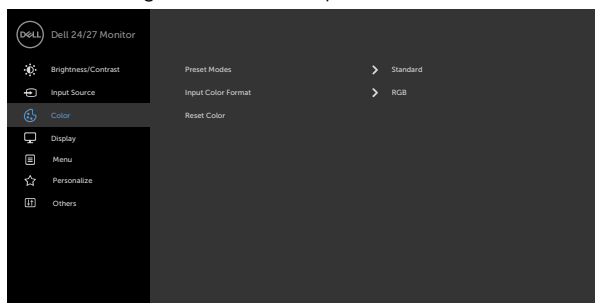 DELL Dell 24/27 Monitor
Brightness/Contrast Preset Modes Standard
Input Source Input Color Format RGB
Color Reset Color
Display
Menu
Personalize
Others